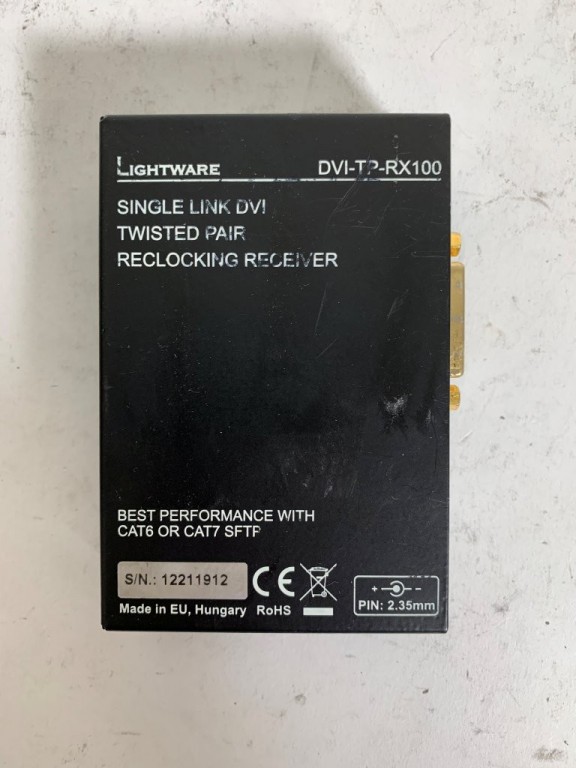 LIGHTWARE DVI-TP-RX100
SINGLE LINK DVI
TWISTED PAIR
RECLOCKING RECEIVER
BEST PERFORMANCE WITH
CAT6 OR CAT7 SFTP
S/N.: 12211912 CE
+ -
Made in EU, Hungary RoHS PIN: 2.35mm